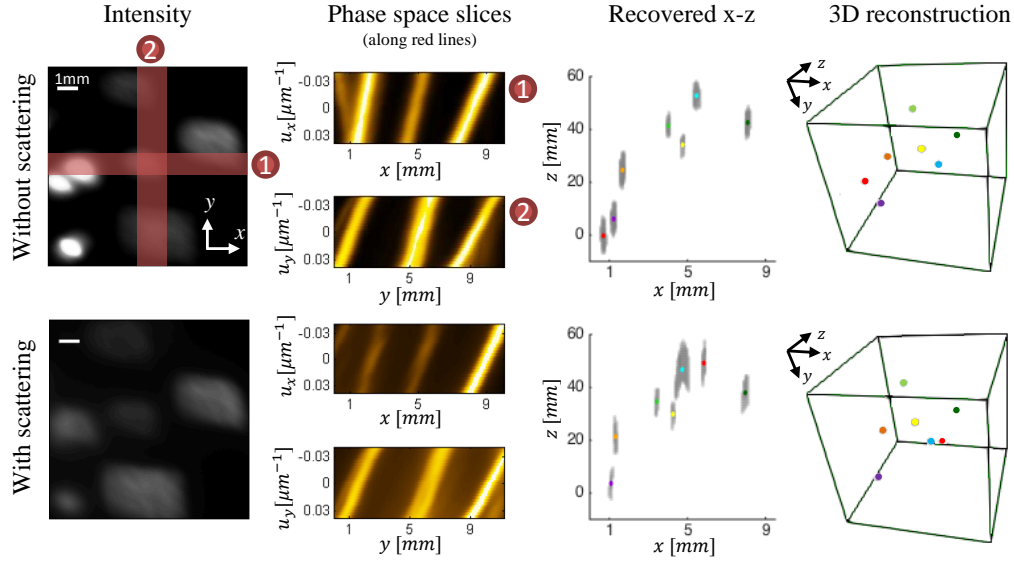 Intensity
Phase space slices
(along red lines)
Recovered x-z
3D reconstruction
Without scattering
2
1mm
1
y
x
-0.03
0
0.03
u_x[μm⁻¹]
1 5 9
x [mm]
1
-0.03
0
0.03
u_y[μm⁻¹]
1 5 9
y [mm]
2
60
40
20
0
z [mm]
1 5 9
x [mm]
z
x
y
With scattering
-0.03
0
0.03
u_x[μm⁻¹]
1 5 9
x [mm]
-0.03
0
0.03
u_y[μm⁻¹]
1 5 9
y [mm]
60
40
20
0
z [mm]
1 5 9
x [mm]
z
x
y